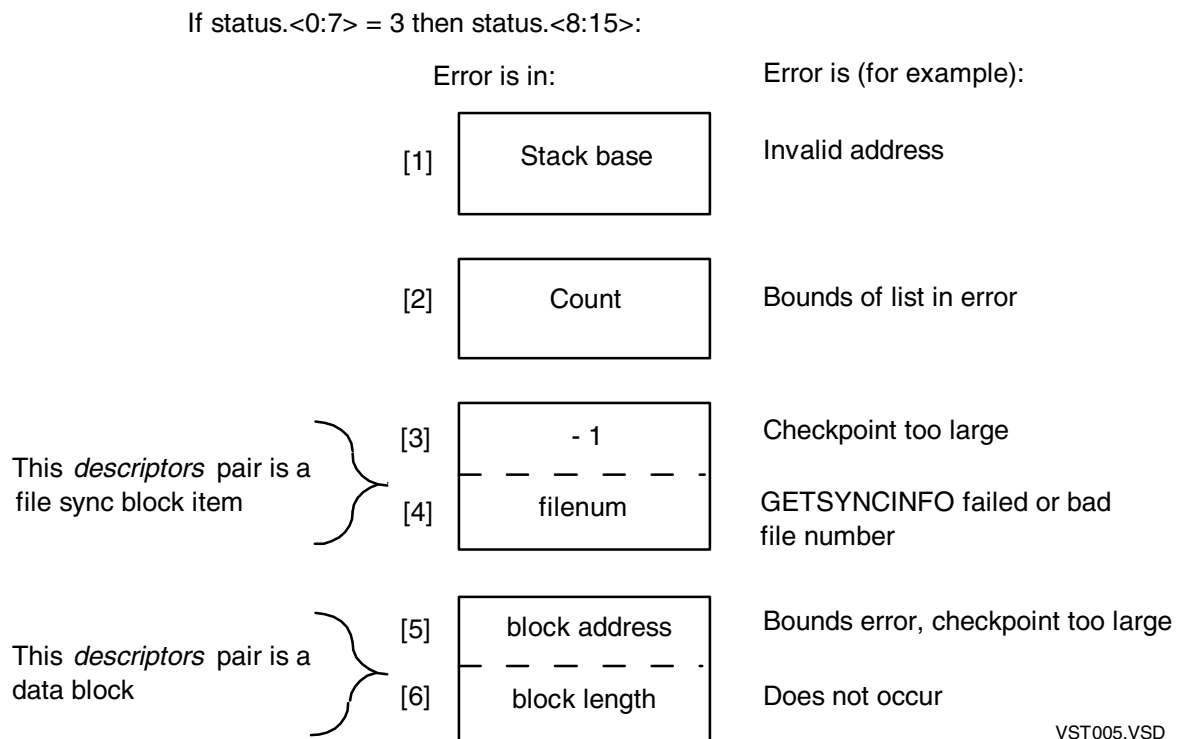 If status.<0:7> = 3 then status.<8:15>:
Error is in:
Error is (for example):
[1]
Stack base
Invalid address
[2]
Count
Bounds of list in error
This descriptors pair is a
file sync block item
[3]
- 1
Checkpoint too large
[4]
filenum
GETSYNCINFO failed or bad
file number
This descriptors pair is a
data block
[5]
block address
Bounds error, checkpoint too large
[6]
block length
Does not occur
VST005.VSD